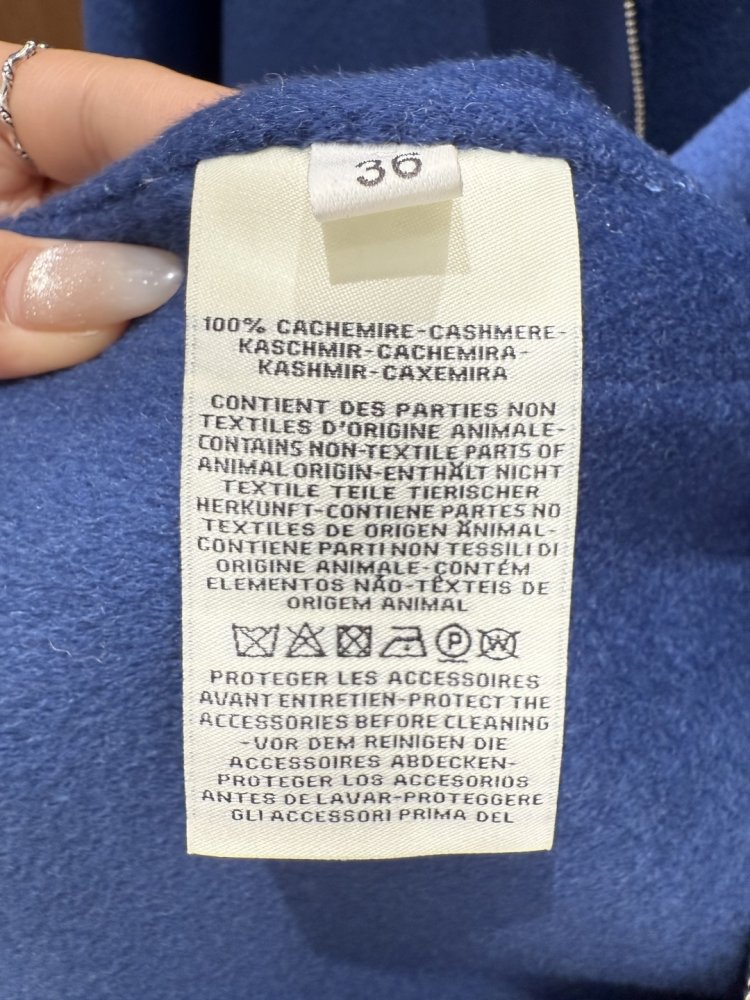 36
100% CACHEMIRE-CASHMERE-
KASCHMIR-CACHEMIRA-
KASHMIR-CAXEMIRA
CONTIENT DES PARTIES NON
TEXTILES D'ORIGINE ANIMALE-
CONTAINS NON-TEXTILE PARTS OF
ANIMAL ORIGIN-ENTHÄLT NICHT
TEXTILE TEILE TIERISCHER
HERKUNFT-CONTIENE PARTES NO
TEXTILES DE ORIGEN ANIMAL-
CONTIENE PARTI NON TESSILI DI
ORIGINE ANIMALE-CONTÉM
ELEMENTOS NÃO-TÊXTEIS DE
ORIGEM ANIMAL
P W
PROTEGER LES ACCESSOIRES
AVANT ENTRETIEN-PROTECT THE
ACCESSORIES BEFORE CLEANING
-VOR DEM REINIGEN DIE
ACCESSOIRES ABDECKEN-
PROTEGER LOS ACCESORIOS
ANTES DE LAVAR-PROTEGGERE
GLI ACCESSORI PRIMA DEL